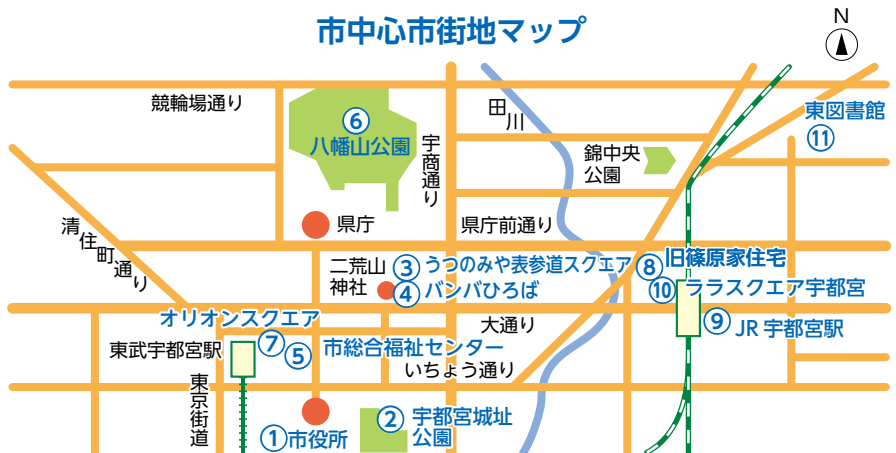 市中心市街地マップ
N
競輪場通り
田川
東図書館
⑪
⑥
八幡山公園
宇商通り
錦中央
公園
清住町通り
県庁
県庁前通り
二荒山
神社
③うつのみや表参道スクエア
④バンバひろば
⑧旧篠原家住宅
⑩ララスクエア宇都宮
オリオンスクエア
大通り
⑨JR宇都宮駅
東武宇都宮駅
⑦
⑤市総合福祉センター
いちょう通り
東京街道
①市役所
②宇都宮城址
公園